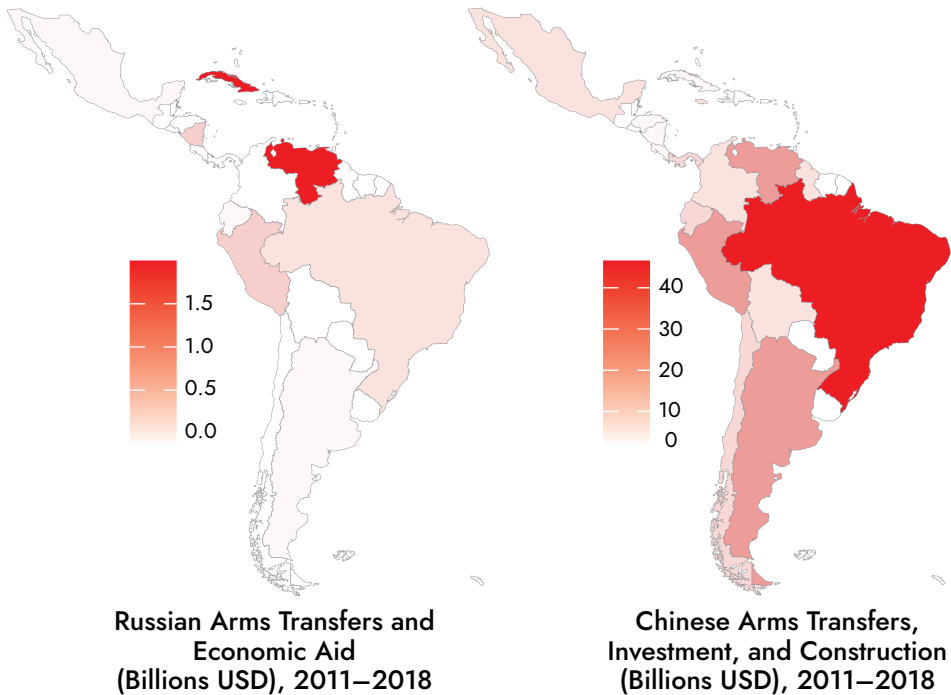 1.5
1.0
0.5
0.0
Russian Arms Transfers and
Economic Aid
(Billions USD), 2011–2018
40
30
20
10
0
Chinese Arms Transfers,
Investment, and Construction
(Billions USD), 2011–2018